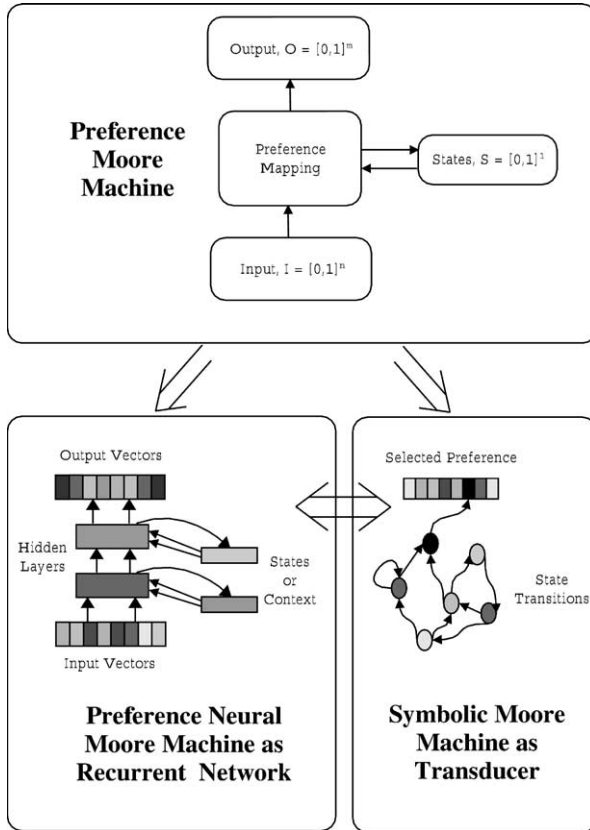 Output, O = [0,1]ᵐ
Preference
Moore
Machine
Preference
Mapping
States, S = [0,1]¹
Input, I = [0,1]ⁿ
Output Vectors
Hidden
Layers
States
or
Context
Input Vectors
Preference Neural
Moore Machine as
Recurrent Network
Selected Preference
State
Transitions
Symbolic Moore
Machine as
Transducer